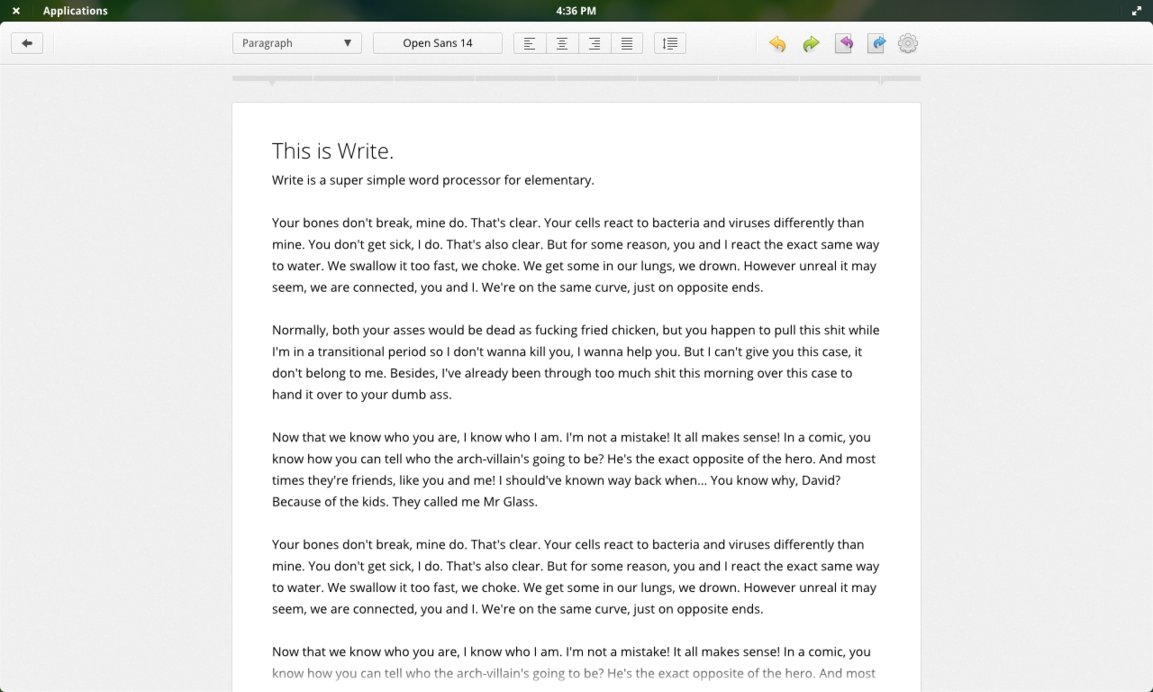 Applications
4:36 PM
Paragraph
Open Sans 14
This is Write.
Write is a super simple word processor for elementary.
Your bones don't break, mine do. That's clear. Your cells react to bacteria and viruses differently than
mine. You don't get sick, I do. That's also clear. But for some reason, you and I react the exact same way
to water. We swallow it too fast, we choke. We get some in our lungs, we drown. However unreal it may
seem, we are connected, you and I. We're on the same curve, just on opposite ends.
Normally, both your asses would be dead as fucking fried chicken, but you happen to pull this shit while
I'm in a transitional period so I don't wanna kill you, I wanna help you. But I can't give you this case, it
don't belong to me. Besides, I've already been through too much shit this morning over this case to
hand it over to your dumb ass.
Now that we know who you are, I know who I am. I'm not a mistake! It all makes sense! In a comic, you
know how you can tell who the arch-villain's going to be? He's the exact opposite of the hero. And most
times they're friends, like you and me! I should've known way back when... You know why, David?
Because of the kids. They called me Mr Glass.
Your bones don't break, mine do. That's clear. Your cells react to bacteria and viruses differently than
mine. You don't get sick, I do. That's also clear. But for some reason, you and I react the exact same way
to water. We swallow it too fast, we choke. We get some in our lungs, we drown. However unreal it may
seem, we are connected, you and I. We're on the same curve, just on opposite ends.
Now that we know who you are, I know who I am. I'm not a mistake! It all makes sense! In a comic, you
know how you can tell who the arch-villain's going to be? He's the exact opposite of the hero. And most